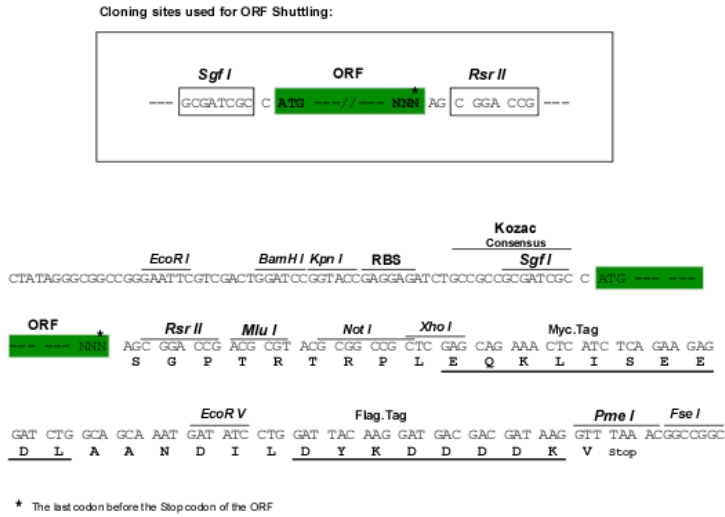 Cloning sites used for ORF Shuttling:
Sgf I ORF Rsr II
*
--- GCGATCGC C ATG ---//--- NNN AG C GGA CCG ---
Kozac
Consensus
EcoR I BamH I Kpn I RBS Sgf I
CTATAGGGCGGCCGGGAATTCGTCGACTGGATCCGGTACCGAGGAGATCTGCCGCCGCGATCGC C ATG --- ---
ORF * Rsr II Mlu I Not I Xho I Myc.Tag
--- --- NNN AGC GGA CCG ACG CGT ACG CGG CCG CTC GAG CAG AAA CTC ATC TCA GAA GAG
S G P T R T R P L E Q K L I S E E
EcoR V Flag.Tag Pme I Fse I
GAT CTG GCA GCA AAT GAT ATC CTG GAT TAC AAG GAT GAC GAC GAT AAG GTT TAA ACGGCCGGC
D L A A N D I L D Y K D D D D K V Stop
* The last codon before the Stop codon of the ORF